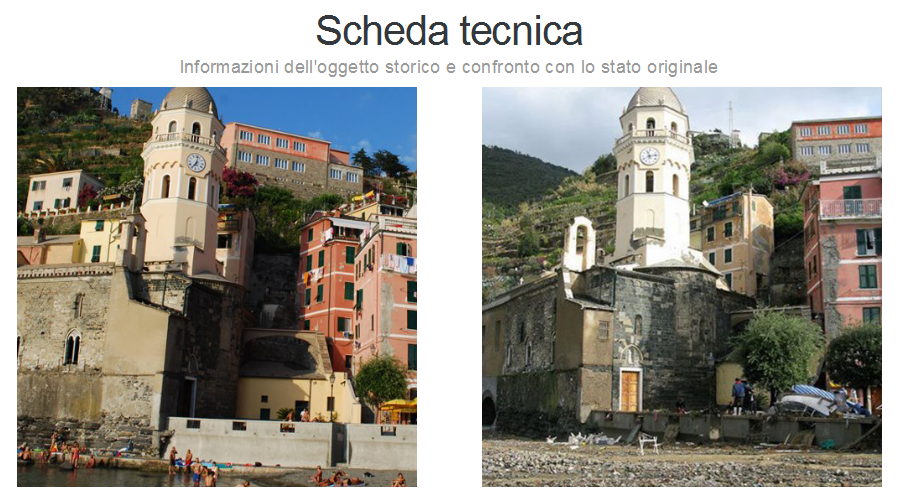 Scheda tecnica
Informazioni dell'oggetto storico e confronto con lo stato originale